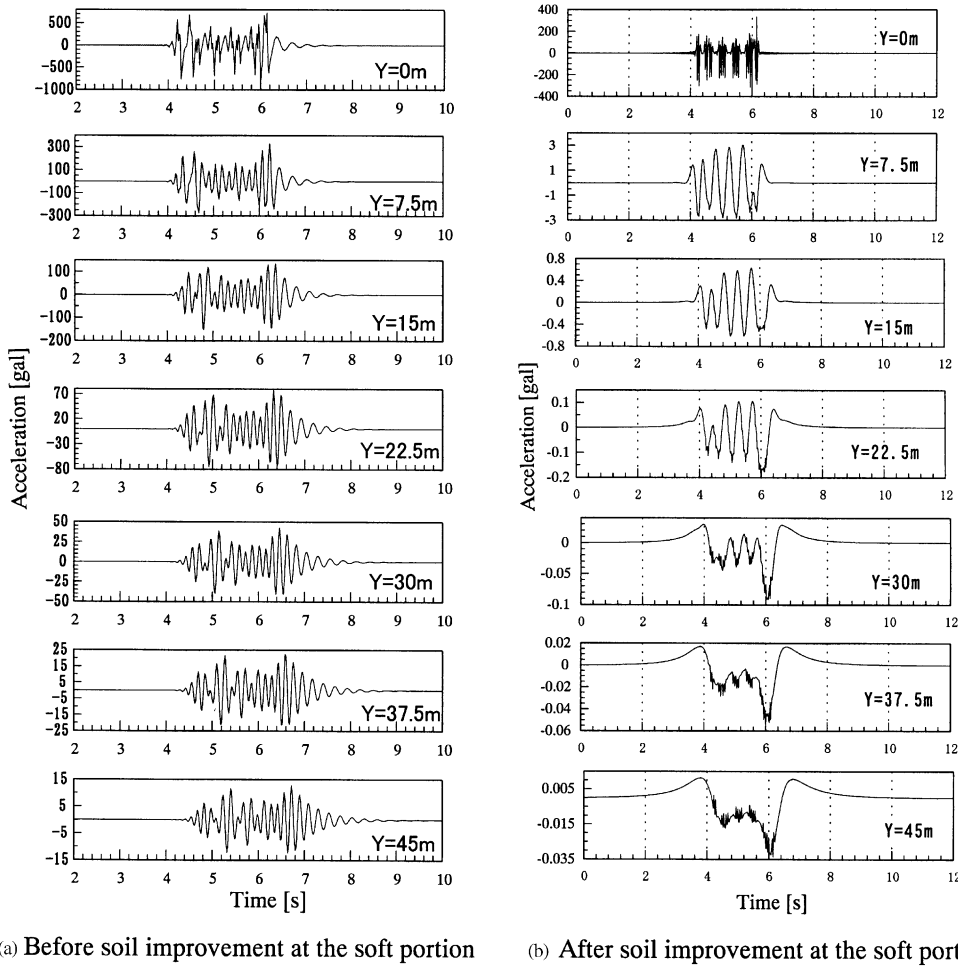 500
0
-500
-1000
Y=0m
2 3 4 5 6 7 8 9 10
300
100
-100
-300
Y=7.5m
2 3 4 5 6 7 8 9 10
100
0
-100
-200
Y=15m
2 3 4 5 6 7 8 9 10
70
20
-30
-80
Y=22.5m
2 3 4 5 6 7 8 9 10
50
25
0
-25
-50
Y=30m
2 3 4 5 6 7 8 9 10
25
15
5
-5
-15
-25
Y=37.5m
2 3 4 5 6 7 8 9 10
15
5
-5
-15
Y=45m
2 3 4 5 6 7 8 9 10
Acceleration [gal]
Time [s]
(a) Before soil improvement at the soft portion
400
200
0
-200
-400
Y=0m
0 2 4 6 8 10 12
3
1
-1
-3
Y=7.5m
0 2 4 6 8 10 12
0.8
0.4
0
-0.4
-0.8
Y=15m
0 2 4 6 8 10 12
0.1
0
-0.1
-0.2
Y=22.5m
0 2 4 6 8 10 12
0
-0.05
-0.1
Y=30m
0 2 4 6 8 10 12
0.02
0
-0.02
-0.04
-0.06
Y=37.5m
0 2 4 6 8 10 12
0.005
-0.015
-0.035
Y=45m
0 2 4 6 8 10 12
Acceleration [gal]
Time [s]
(b) After soil improvement at the soft port